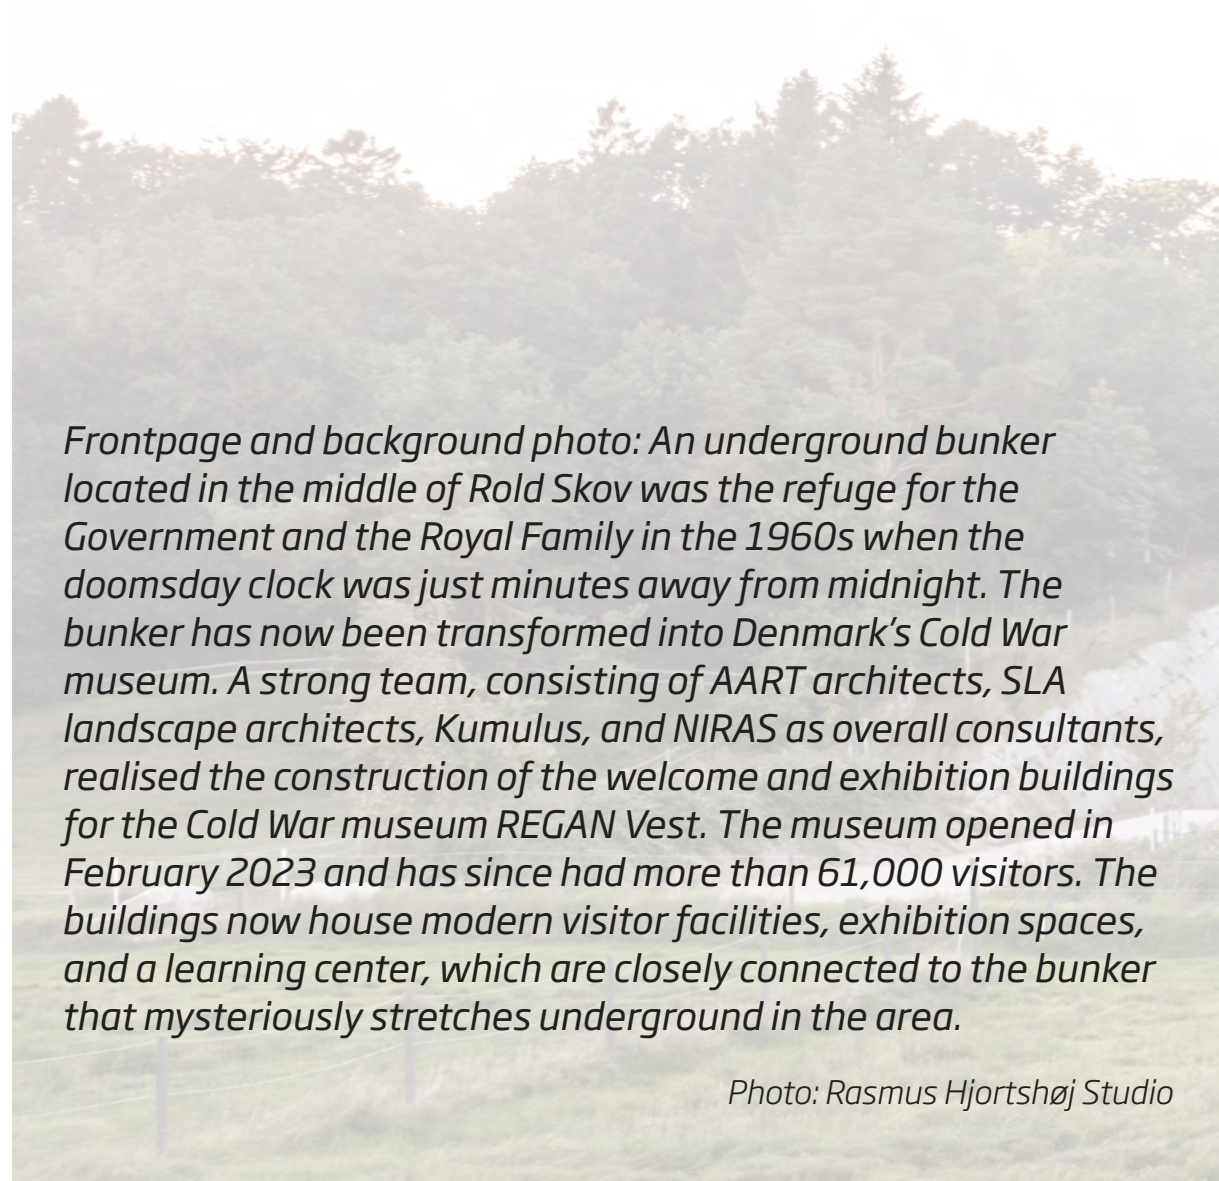 Frontpage and background photo: An underground bunker
located in the middle of Rold Skov was the refuge for the
Government and the Royal Family in the 1960s when the
doomsday clock was just minutes away from midnight. The
bunker has now been transformed into Denmark’s Cold War
museum. A strong team, consisting of AART architects, SLA
landscape architects, Kumulus, and NIRAS as overall consultants,
realised the construction of the welcome and exhibition buildings
for the Cold War museum REGAN Vest. The museum opened in
February 2023 and has since had more than 61,000 visitors. The
buildings now house modern visitor facilities, exhibition spaces,
and a learning center, which are closely connected to the bunker
that mysteriously stretches underground in the area.
Photo: Rasmus Hjortshøj Studio